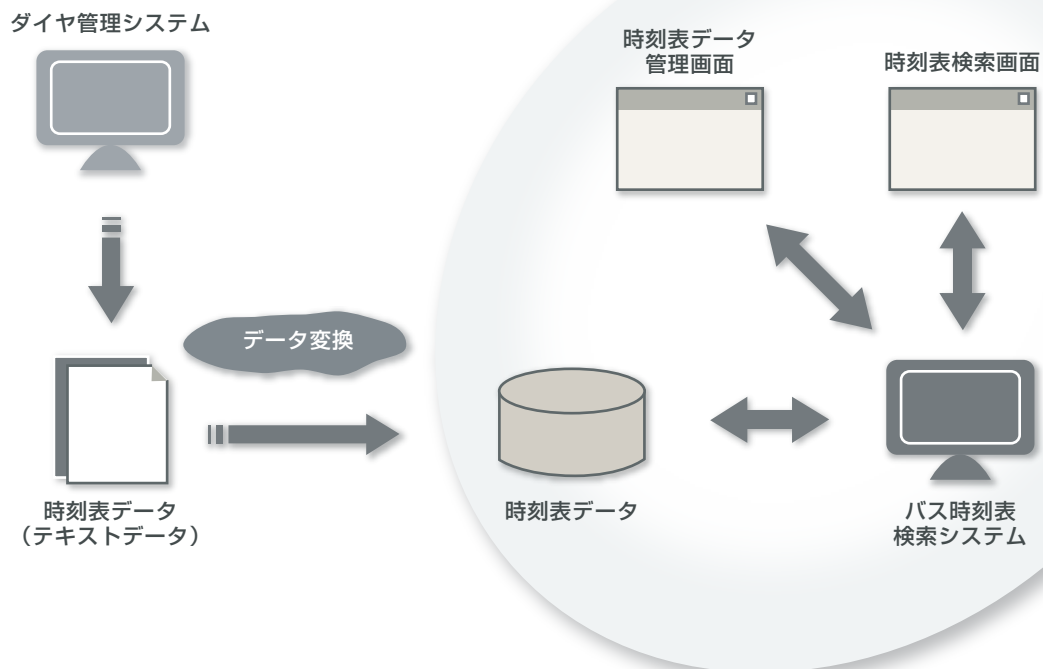 ダイヤ管理システム
時刻表データ
管理画面
時刻表検索画面
データ変換
時刻表データ
（テキストデータ）
時刻表データ
バス時刻表
検索システム